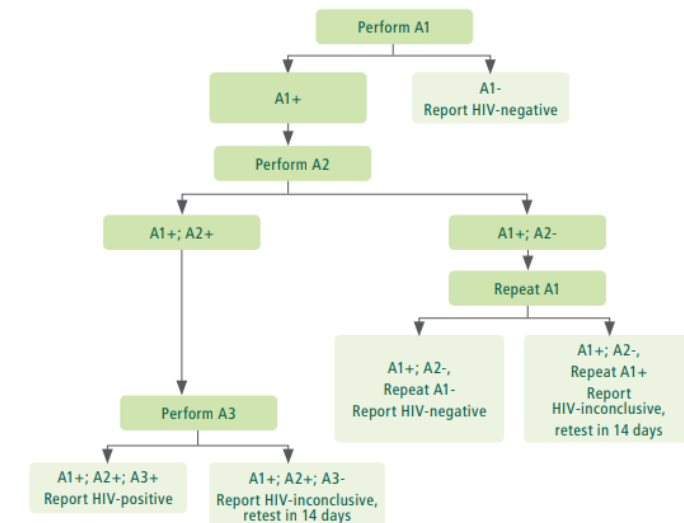 Perform A1
A1+
A1-
Report HIV-negative
Perform A2
A1+; A2+
A1+; A2-
Repeat A1
A1+; A2-,
Repeat A1-
Report HIV-negative
A1+; A2-,
Repeat A1+
Report
HIV-inconclusive,
retest in 14 days
Perform A3
A1+; A2+; A3+
Report HIV-positive
A1+; A2+; A3-
Report HIV-inconclusive,
retest in 14 days